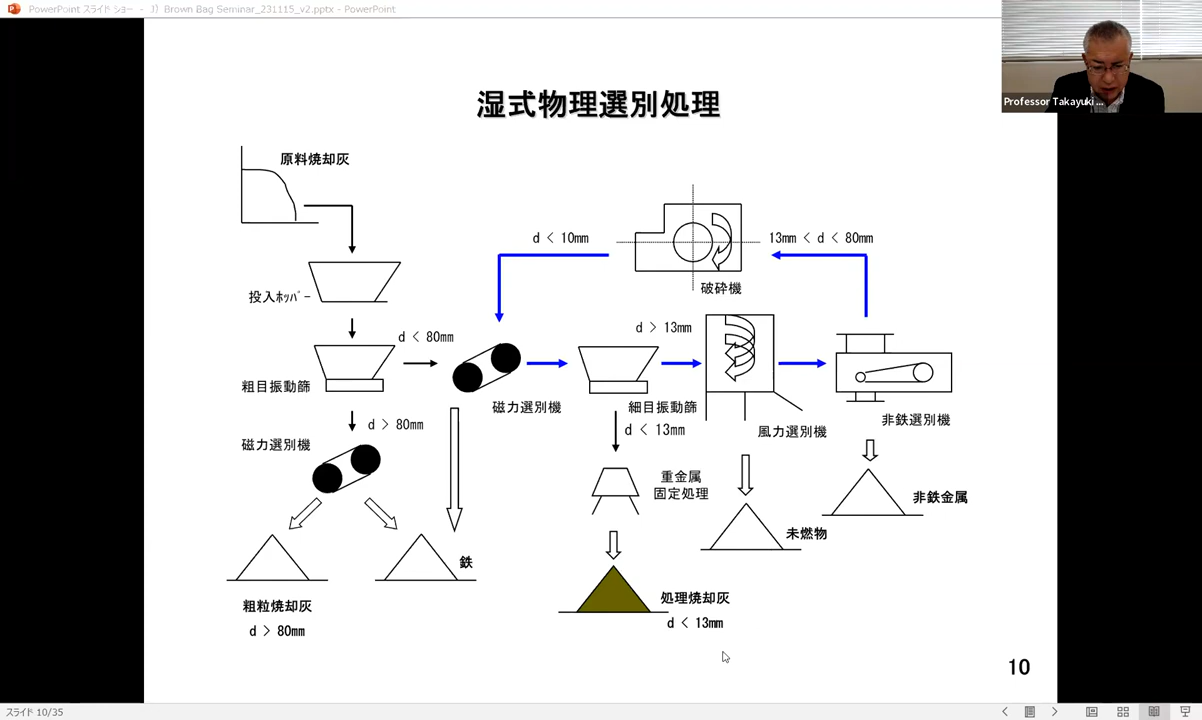 PowerPoint スライド ショー - J) Brown Bag Seminar_231115_v2.pptx - PowerPoint
Professor Takayuki ...
湿式物理選別処理
原料焼却灰
d < 10mm
13mm < d < 80mm
破砕機
投入ﾎｯﾊﾟｰ
d < 80mm
d > 13mm
粗目振動篩
磁力選別機
細目振動篩
非鉄選別機
d > 80mm
d < 13mm
風力選別機
磁力選別機
重金属
固定処理
非鉄金属
未燃物
鉄
粗粒焼却灰
d > 80mm
処理焼却灰
d < 13mm
10
スライド 10/35